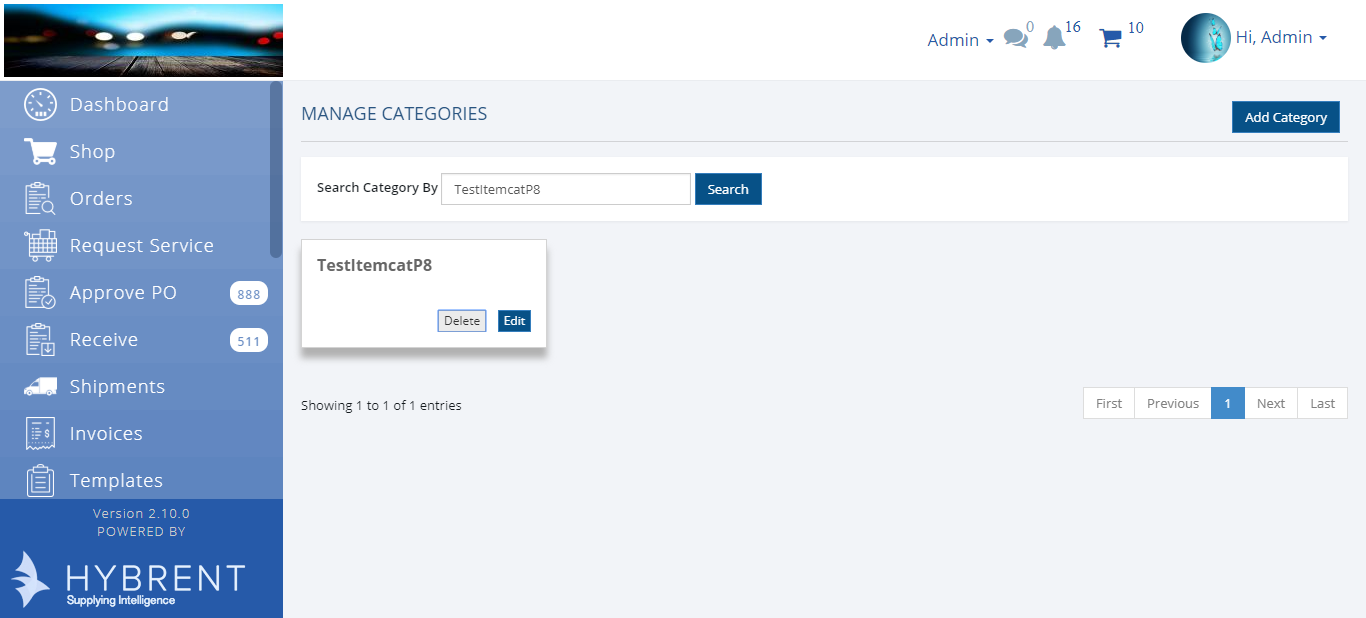 Admin
0
16
10
Hi, Admin
Dashboard
Shop
Orders
Request Service
Approve PO 888
Receive 511
Shipments
Invoices
Templates
Version 2.10.0
POWERED BY
HYBRENT
Supplying Intelligence
MANAGE CATEGORIES
Add Category
Search Category By TestItemcatP8 Search
TestItemcatP8
Delete Edit
Showing 1 to 1 of 1 entries
First Previous 1 Next Last